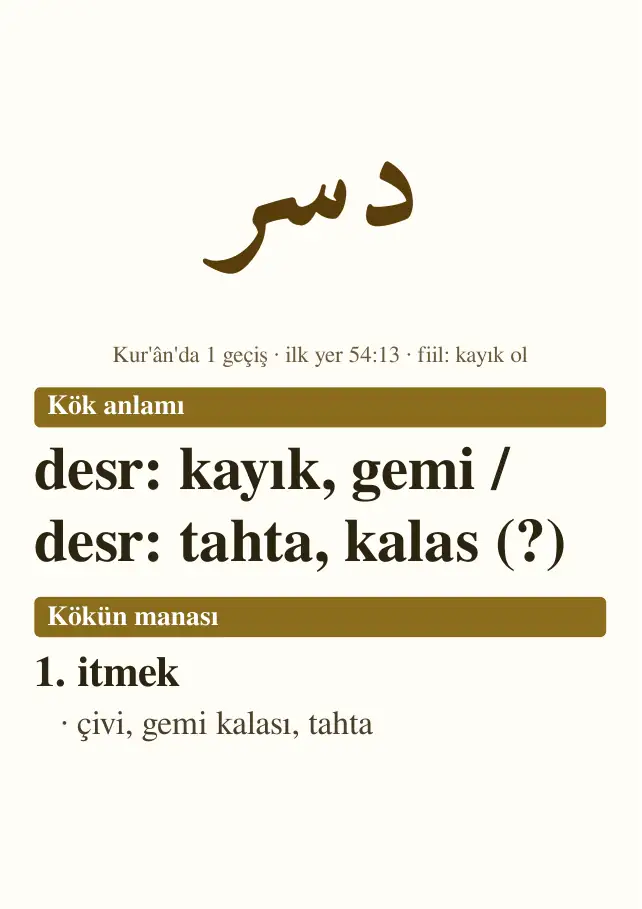 دسر
Kur'ân'da 1 geçiş · ilk yer 54:13 · fiil: kayık ol
Kök anlamı
desr: kayık, gemi /
desr: tahta, kalas (?)
Kökün manası
1. itmek
· çivi, gemi kalası, tahta